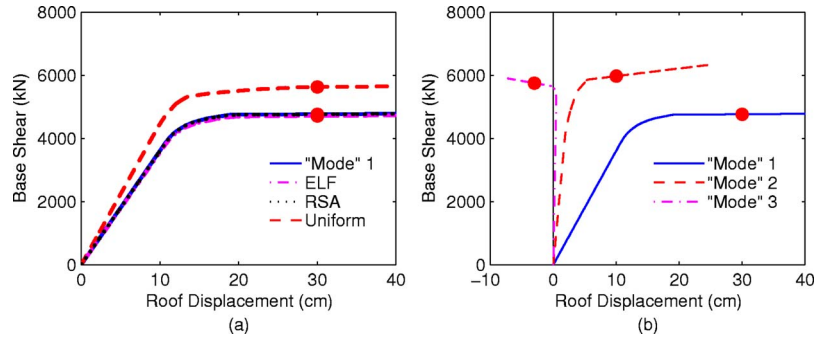 8000
6000
4000
2000
0
Base Shear (kN)
"Mode" 1
ELF
RSA
Uniform
0 10 20 30 40
Roof Displacement (cm)
(a)
8000
6000
4000
2000
0
Base Shear (kN)
"Mode" 1
"Mode" 2
"Mode" 3
−10 0 10 20 30 40
Roof Displacement (cm)
(b)